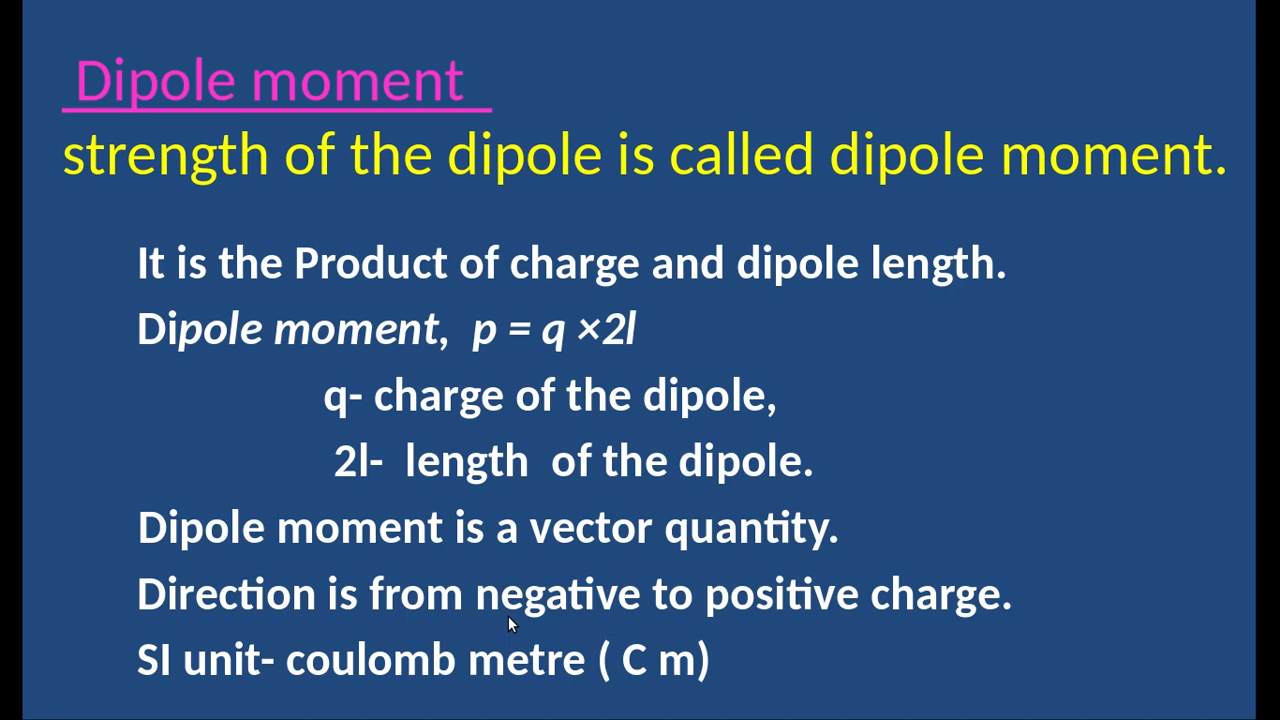 Dipole moment
strength of the dipole is called dipole moment.
It is the Product of charge and dipole length.
Dipole moment, p = q ×2l
q- charge of the dipole,
2l- length of the dipole.
Dipole moment is a vector quantity.
Direction is from negative to positive charge.
SI unit- coulomb metre ( C m)